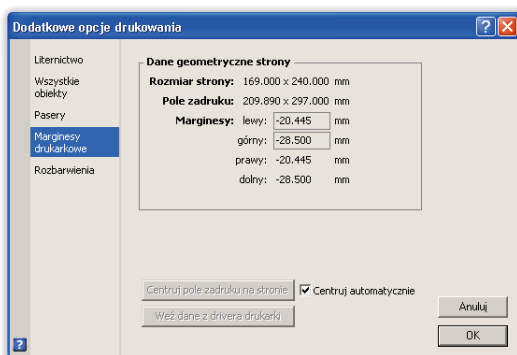 Dodatkowe opcje drukowania
Liternictwo
Wszystkie
obiekty
Pasery
Marginesy
drukarkowe
Rozbarwienia
Dane geometryczne strony
Rozmiar strony: 169.000 x 240.000 mm
Pole zadruku: 209.890 x 297.000 mm
Marginesy: lewy: -20.445 mm
górny: -28.500 mm
prawy: -20.445 mm
dolny: -28.500 mm
Centruj pole zadruku na stronie
Centruj automatycznie
Weź dane z drivera drukarki
Anuluj
OK